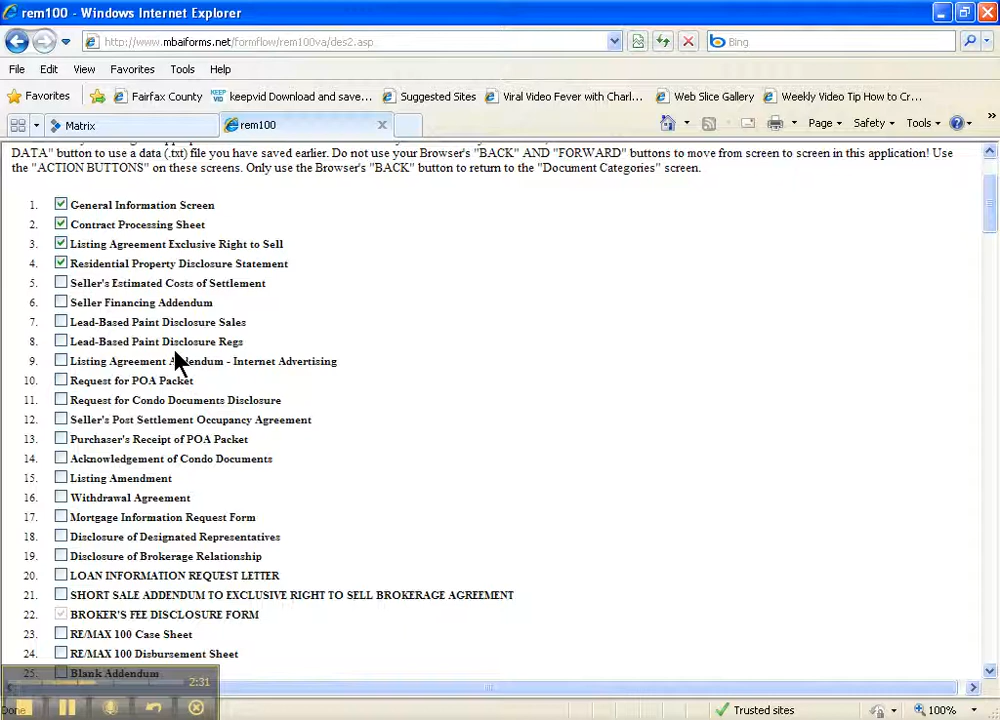 rem100 - Windows Internet Explorer
http://www.mbaiforms.net/formflow/rem100va/des2.asp
Bing
File Edit View Favorites Tools Help
Favorites Fairfax County keepvid Download and save... Suggested Sites Viral Video Fever with Charl... Web Slice Gallery Weekly Video Tip How to Cr...
Matrix rem100 Page Safety Tools
DATA" button to use a data (.txt) file you have saved earlier. Do not use your Browser's "BACK" AND "FORWARD" buttons to move from screen to screen in this application! Use
the "ACTION BUTTONS" on these screens. Only use the Browser's "BACK" button to return to the "Document Categories" screen.
1. General Information Screen
2. Contract Processing Sheet
3. Listing Agreement Exclusive Right to Sell
4. Residential Property Disclosure Statement
5. Seller's Estimated Costs of Settlement
6. Seller Financing Addendum
7. Lead-Based Paint Disclosure Sales
8. Lead-Based Paint Disclosure Regs
9. Listing Agreement Addendum - Internet Advertising
10. Request for POA Packet
11. Request for Condo Documents Disclosure
12. Seller's Post Settlement Occupancy Agreement
13. Purchaser's Receipt of POA Packet
14. Acknowledgement of Condo Documents
15. Listing Amendment
16. Withdrawal Agreement
17. Mortgage Information Request Form
18. Disclosure of Designated Representatives
19. Disclosure of Brokerage Relationship
20. LOAN INFORMATION REQUEST LETTER
21. SHORT SALE ADDENDUM TO EXCLUSIVE RIGHT TO SELL BROKERAGE AGREEMENT
22. BROKER'S FEE DISCLOSURE FORM
23. RE/MAX 100 Case Sheet
24. RE/MAX 100 Disbursement Sheet
25. Blank Addendum
2:31
Done Trusted sites 100%